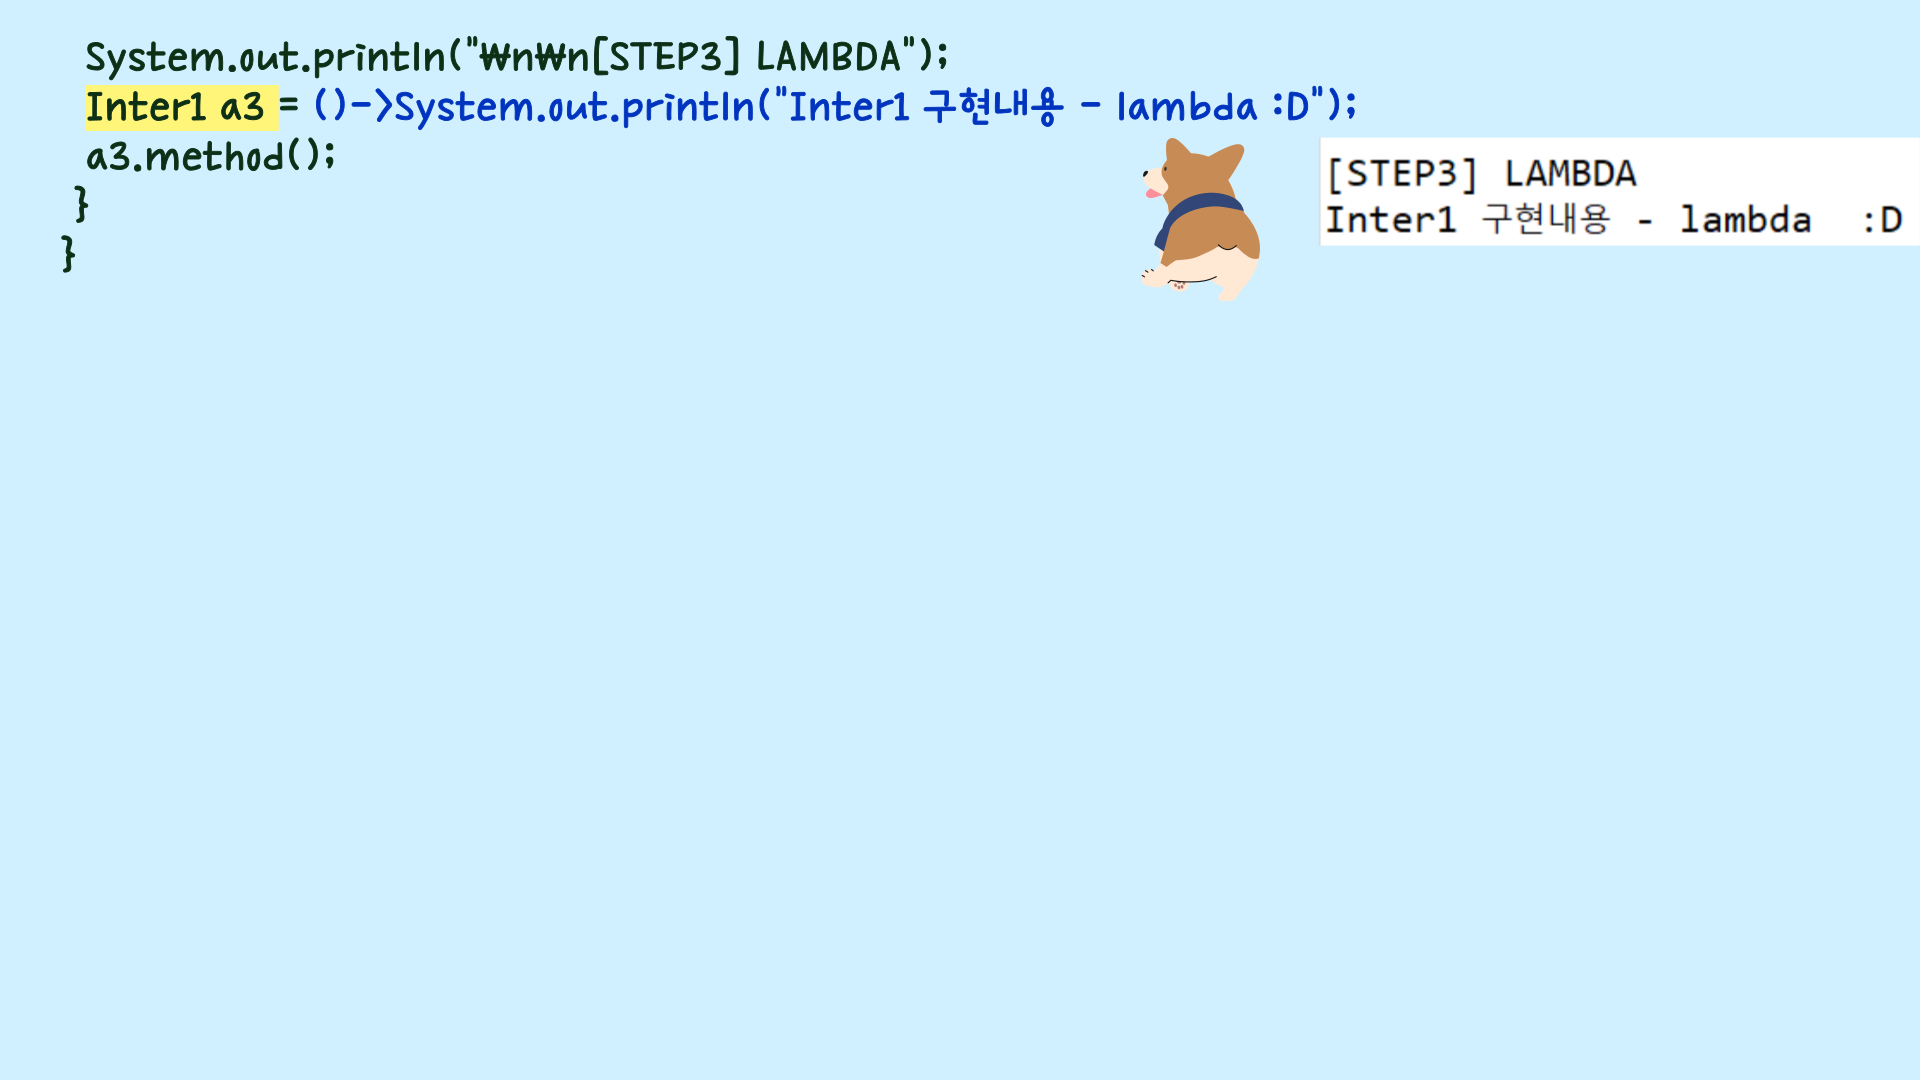 System.out.println("₩n₩n[STEP3] LAMBDA");
Inter1 a3 = ()->System.out.println("Inter1 구현내용 - lambda :D");
a3.method();
}
}
[STEP3] LAMBDA
Inter1 구현내용 - lambda  :D